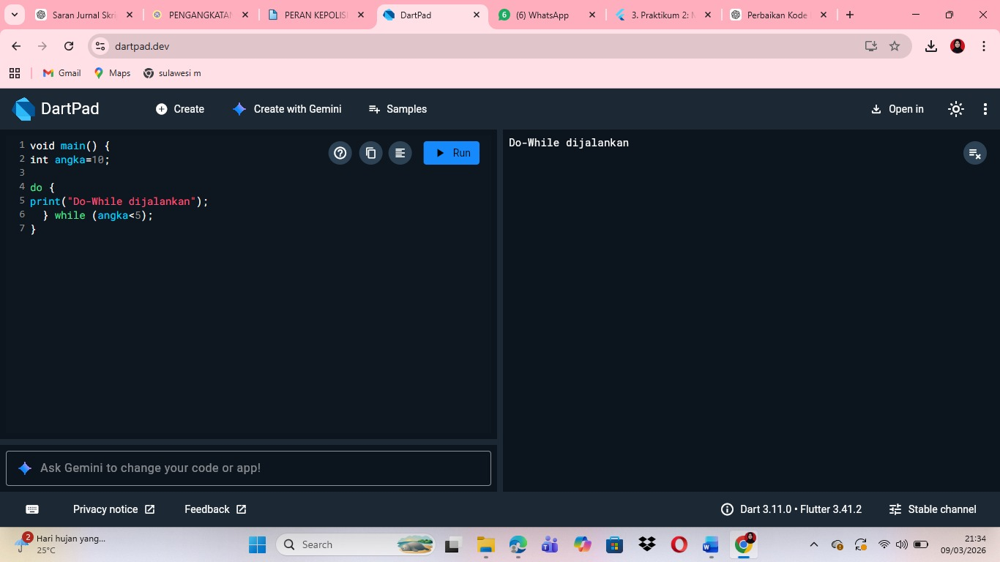 Saran Jurnal Skri
PENGANGKATAN
PERAN KEPOLISI
DartPad
(6) WhatsApp
3. Praktikum 2: M
Perbaikan Kode
dartpad.dev
Gmail
Maps
sulawesi m
DartPad
Create
Create with Gemini
Samples
Open in
1 void main() {
2 int angka=10;
3
4 do {
5 print("Do-While dijalankan");
6 } while (angka<5);
7 }
Run
Do-While dijalankan
Ask Gemini to change your code or app!
Privacy notice
Feedback
Dart 3.11.0 • Flutter 3.41.2
Stable channel
2
Hari hujan yang...
25°C
Search
21:34
09/03/2026